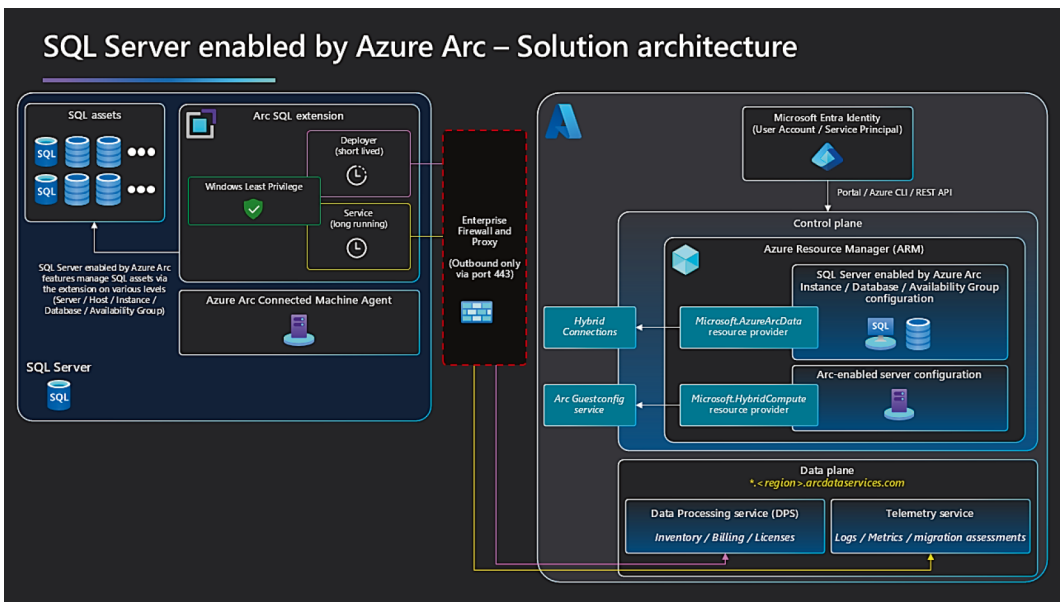 SQL Server enabled by Azure Arc – Solution architecture
SQL assets
SQL
SQL
Arc SQL extension
Deployer
(short lived)
Windows Least Privilege
Service
(long running)
SQL Server enabled by Azure Arc
features manage SQL assets via
the extension on various levels
(Server / Host / Instance /
Database / Availability Group)
Azure Arc Connected Machine Agent
SQL Server
SQL
Enterprise
Firewall and
Proxy
(Outbound only
via port 443)
Microsoft Entra Identity
(User Account / Service Principal)
Portal / Azure CLI / REST API
Control plane
Azure Resource Manager (ARM)
SQL Server enabled by Azure Arc
Instance / Database / Availability Group
configuration
SQL
Hybrid
Connections
Microsoft.AzureArcData
resource provider
Arc-enabled server configuration
Arc Guestconfig
service
Microsoft.HybridCompute
resource provider
Data plane
*.<region>.arcdataservices.com
Data Processing service (DPS)
Inventory / Billing / Licenses
Telemetry service
Logs / Metrics / migration assessments